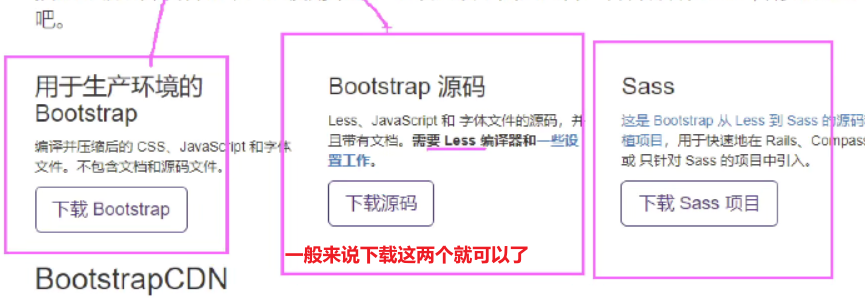 吧。
用于生产环境的
Bootstrap
编译并压缩后的 CSS、JavaScript 和字体
文件。不包含文档和源码文件。
下载 Bootstrap
Bootstrap 源码
Less、JavaScript 和 字体文件的源码，并
且带有文档。需要 Less 编译器和一些设
置工作。
下载源码
Sass
这是 Bootstrap 从 Less 到 Sass 的源码
植项目，用于快速地在 Rails、Compass
或 只针对 Sass 的项目中引入。
下载 Sass 项目
一般来说下载这两个就可以了
BootstrapCDN